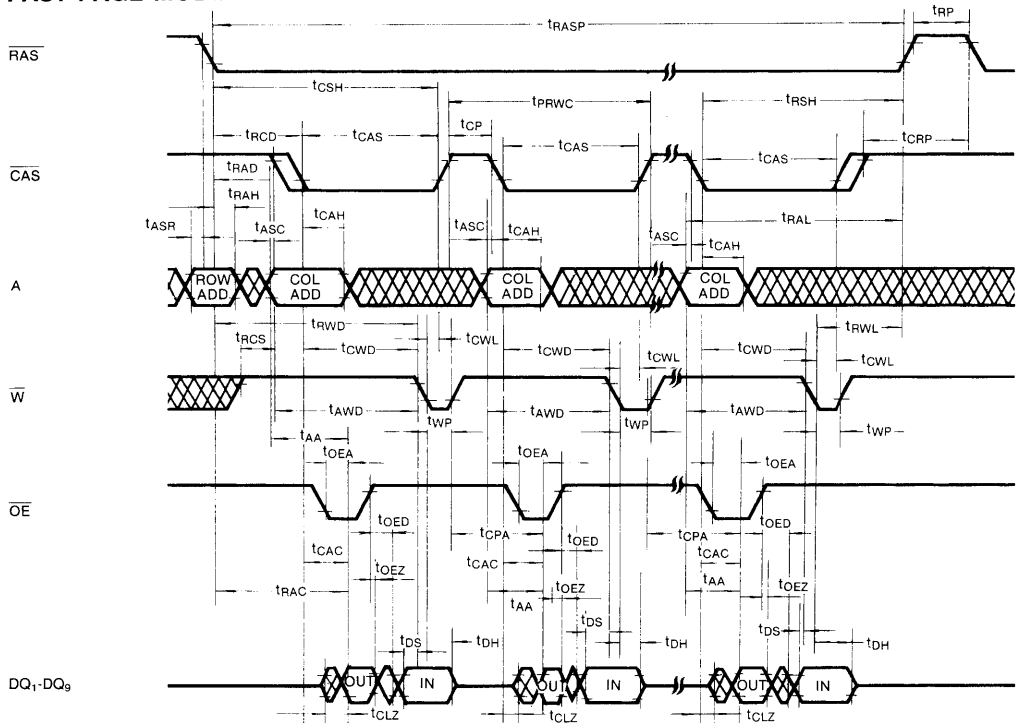 tRASP tRP
RAS
tCSH tPRWC tRSH
tRCD tCAS tCP tCAS tCAS tCRP
CAS
tRAD
tRAH tRAL
tASR tASC tCAH tASC tCAH tASC tCAH
A ROW ADD COL ADD COL ADD COL ADD
tRWD tRWL
tRCS tCWD tCWL tCWD tCWL tCWD tCWL
W
tAWD tWP tAWD tWP tAWD tWP
tAA
tOEA tOEA tOEA
OE
tOED tCPA tOED tCPA tOED
tCAC tCAC tCAC
tRAC tOEZ tAA tOEZ tAA tOEZ
tDS tDH tDS tDH tDS tDH
DQ1-DQ9 OUT IN OUT IN OUT IN
tCLZ tCLZ tCLZ